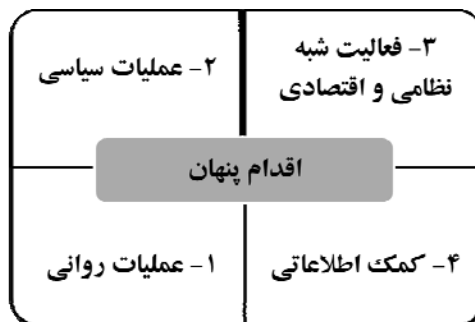 ۳- فعالیت شبه
نظامی و اقتصادی
۲- عملیات سیاسی
اقدام پنهان
۴- کمک اطلاعاتی
۱- عملیات روانی